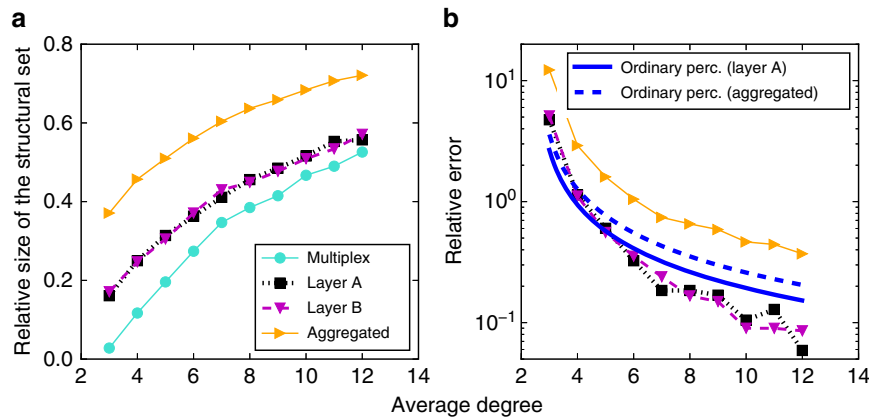 a
Relative size of the structural set
0.8
0.6
0.4
0.2
0.0
2 4 6 8 10 12 14
Multiplex
Layer A
Layer B
Aggregated
b
Relative error
10^1
10^0
10^−1
2 4 6 8 10 12 14
Ordinary perc. (layer A)
Ordinary perc. (aggregated)
Average degree